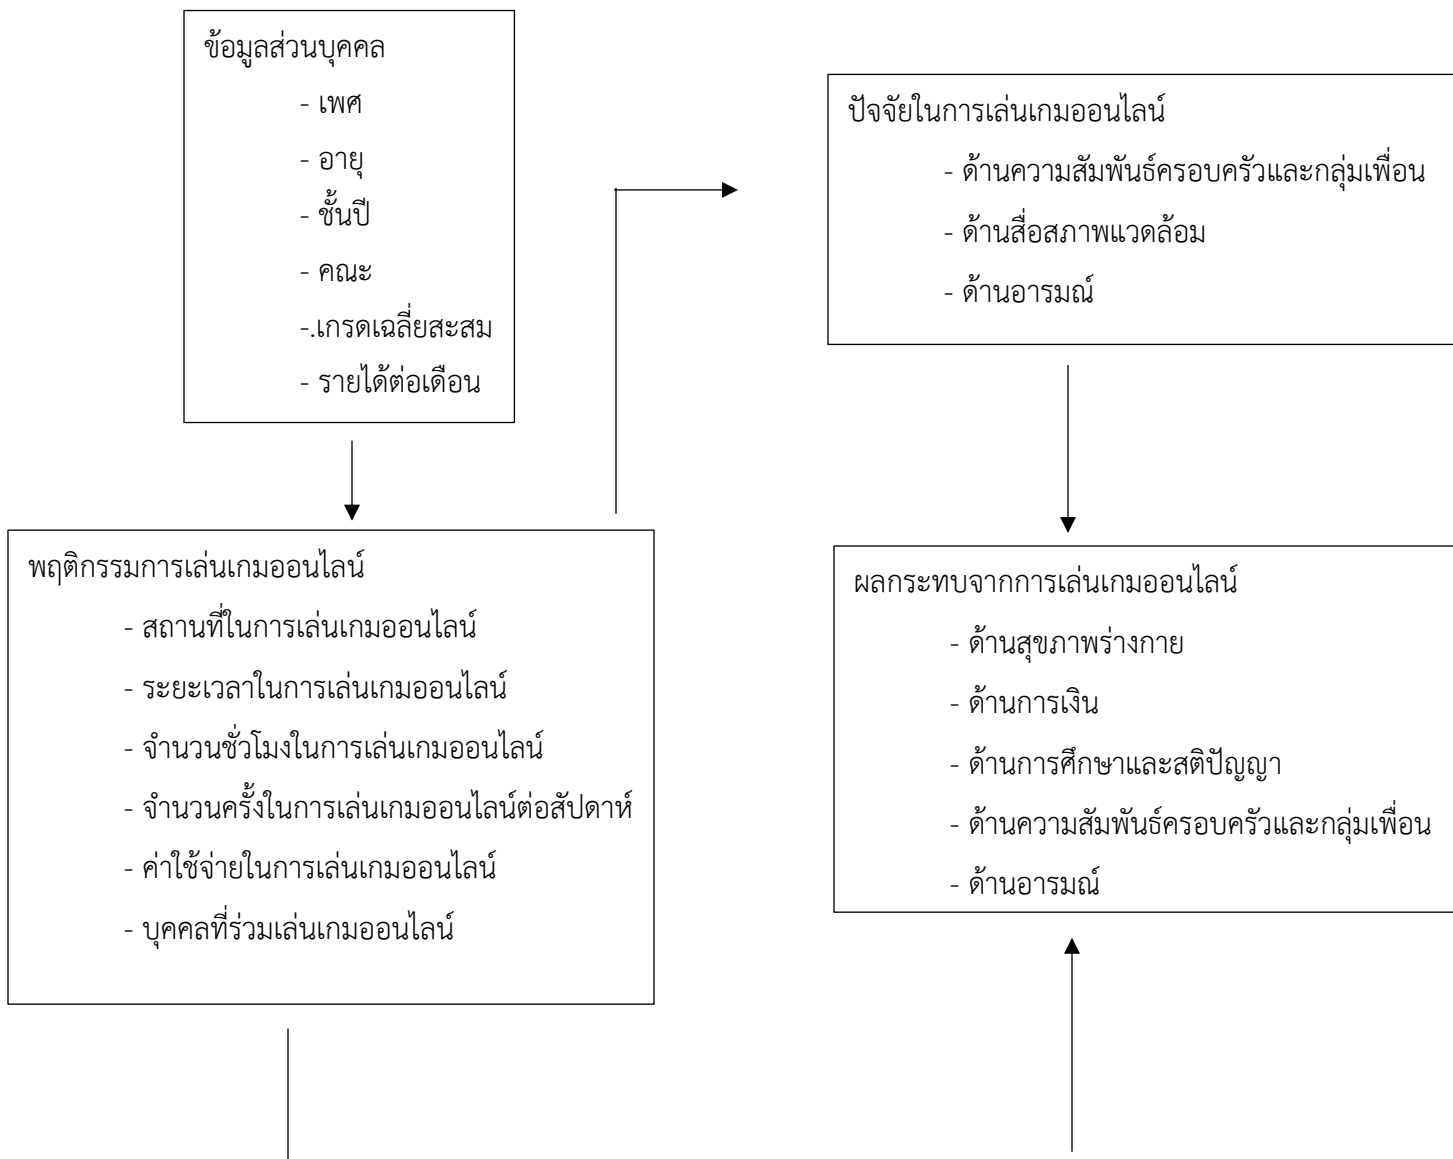 ข้อมูลส่วนบุคคล
- เพศ
- อายุ
- ชั้นปี
- คณะ
-.เกรดเฉลี่ยสะสม
- รายได้ต่อเดือน
ปัจจัยในการเล่นเกมออนไลน์
- ด้านความสัมพันธ์ครอบครัวและกลุ่มเพื่อน
- ด้านสื่อสภาพแวดล้อม
- ด้านอารมณ์
พฤติกรรมการเล่นเกมออนไลน์
- สถานที่ในการเล่นเกมออนไลน์
- ระยะเวลาในการเล่นเกมออนไลน์
- จำนวนชั่วโมงในการเล่นเกมออนไลน์
- จำนวนครั้งในการเล่นเกมออนไลน์ต่อสัปดาห์
- ค่าใช้จ่ายในการเล่นเกมออนไลน์
- บุคคลที่ร่วมเล่นเกมออนไลน์
ผลกระทบจากการเล่นเกมออนไลน์
- ด้านสุขภาพร่างกาย
- ด้านการเงิน
- ด้านการศึกษาและสติปัญญา
- ด้านความสัมพันธ์ครอบครัวและกลุ่มเพื่อน
- ด้านอารมณ์